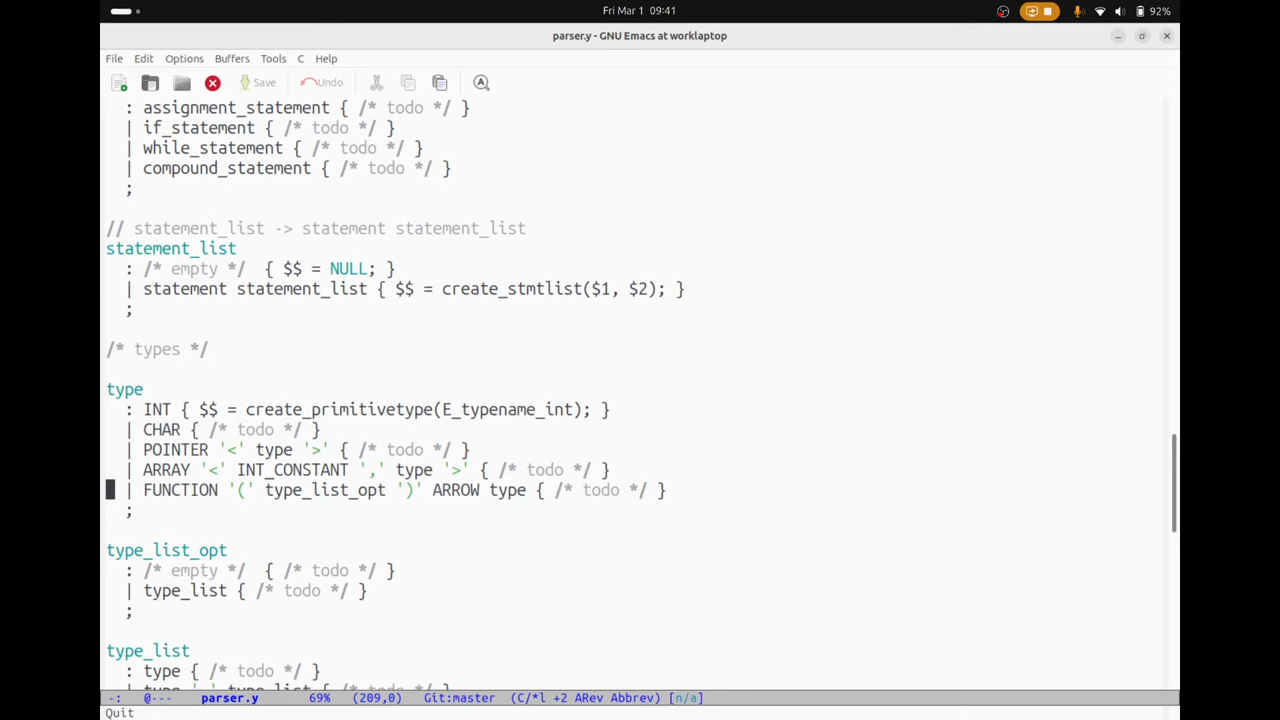 Fri Mar 1 09:41
92%
parser.y - GNU Emacs at worklaptop
File Edit Options Buffers Tools C Help
Save Undo
: assignment_statement { /* todo */ }
| if_statement { /* todo */ }
| while_statement { /* todo */ }
| compound_statement { /* todo */ }
;
// statement_list -> statement statement_list
statement_list
: /* empty */ { $$ = NULL; }
| statement statement_list { $$ = create_stmtlist($1, $2); }
;
/* types */
type
: INT { $$ = create_primitivetype(E_typename_int); }
| CHAR { /* todo */ }
| POINTER '<' type '>' { /* todo */ }
| ARRAY '<' INT_CONSTANT ',' type '>' { /* todo */ }
| FUNCTION '(' type_list_opt ')' ARROW type { /* todo */ }
;
type_list_opt
: /* empty */ { /* todo */ }
| type_list { /* todo */ }
;
type_list
: type { /* todo */ }
| type ',' type_list { /* todo */ }
-: @--- parser.y 69% (209,0) Git:master (C/*l +2 ARev Abbrev) [n/a]
Quit